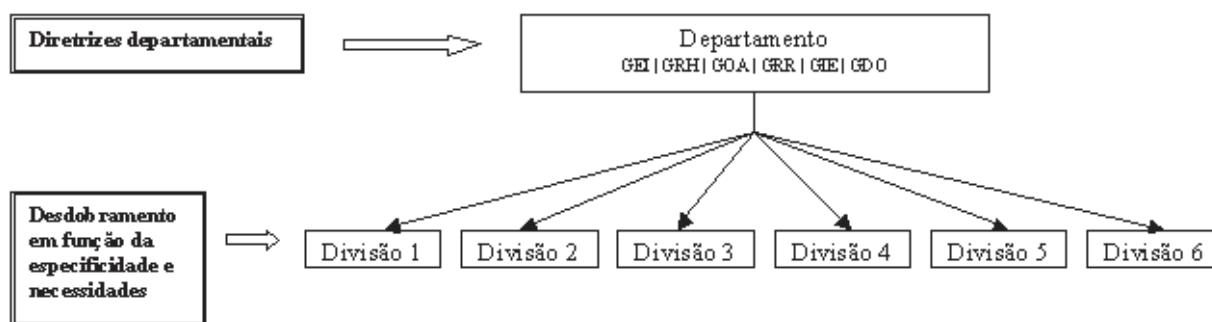 Diretrizes departamentais
Departamento
GEI | GRH | GOA | GRR | GIE | GDO
Desdobramento
em função da
especificidade e
necessidades
Divisão 1
Divisão 2
Divisão 3
Divisão 4
Divisão 5
Divisão 6